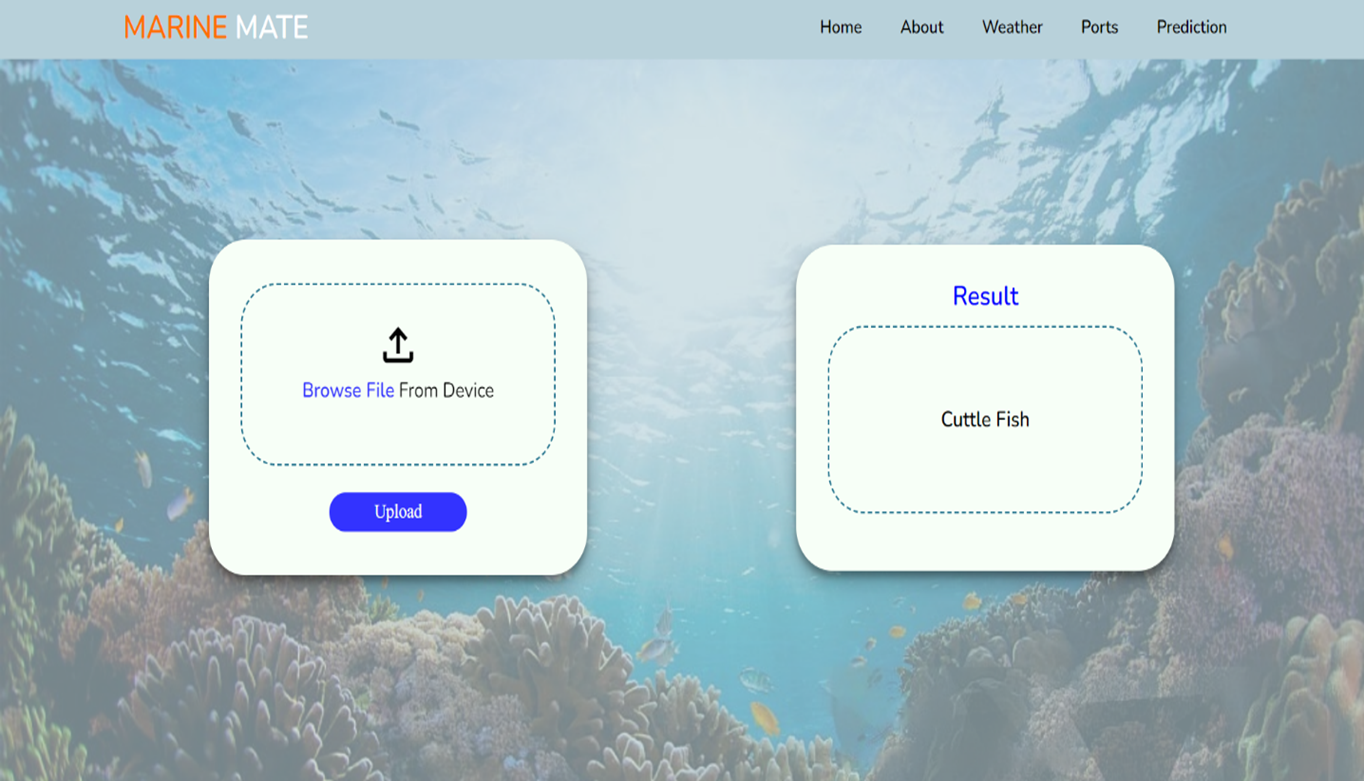 MARINE MATE
Home About Weather Ports Prediction
Browse File From Device
Upload
Result
Cuttle Fish